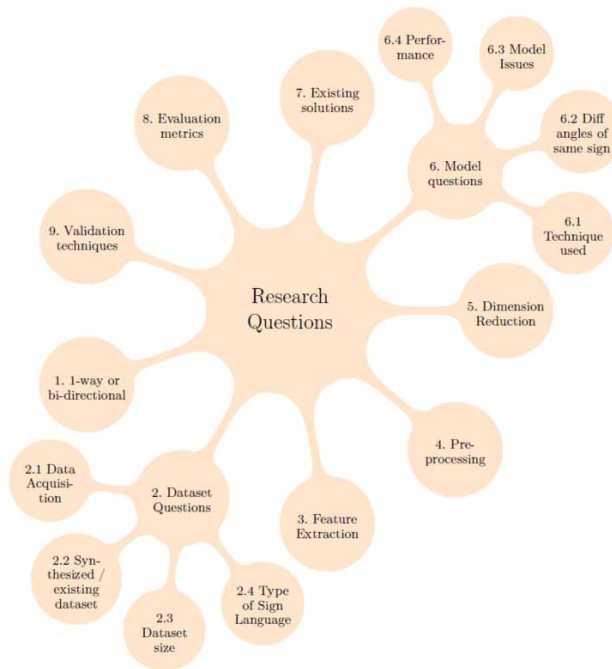 Research
Questions
1. 1-way or
bi-directional
2. Dataset
Questions
2.1 Data
Acquisi-
tion
2.2 Syn-
thesized /
existing
dataset
2.3
Dataset
size
2.4 Type
of Sign
Language
3. Feature
Extraction
4. Pre-
processing
5. Dimension
Reduction
6. Model
questions
6.1
Technique
used
6.2 Diff
angles of
same sign
6.3 Model
Issues
6.4 Perfor-
mance
7. Existing
solutions
8. Evaluation
metrics
9. Validation
techniques